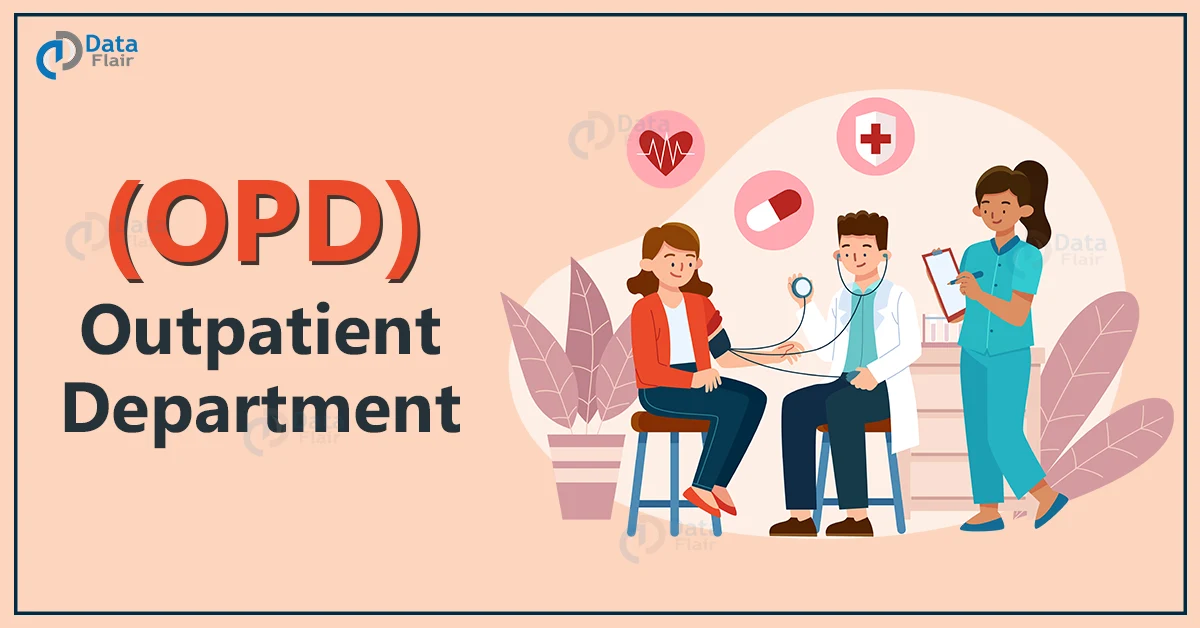 Data
Flair
(OPD)
Outpatient
Department
Data
Flair
Data
Flair
Data
Flair
Data
Flair
Data
Flair